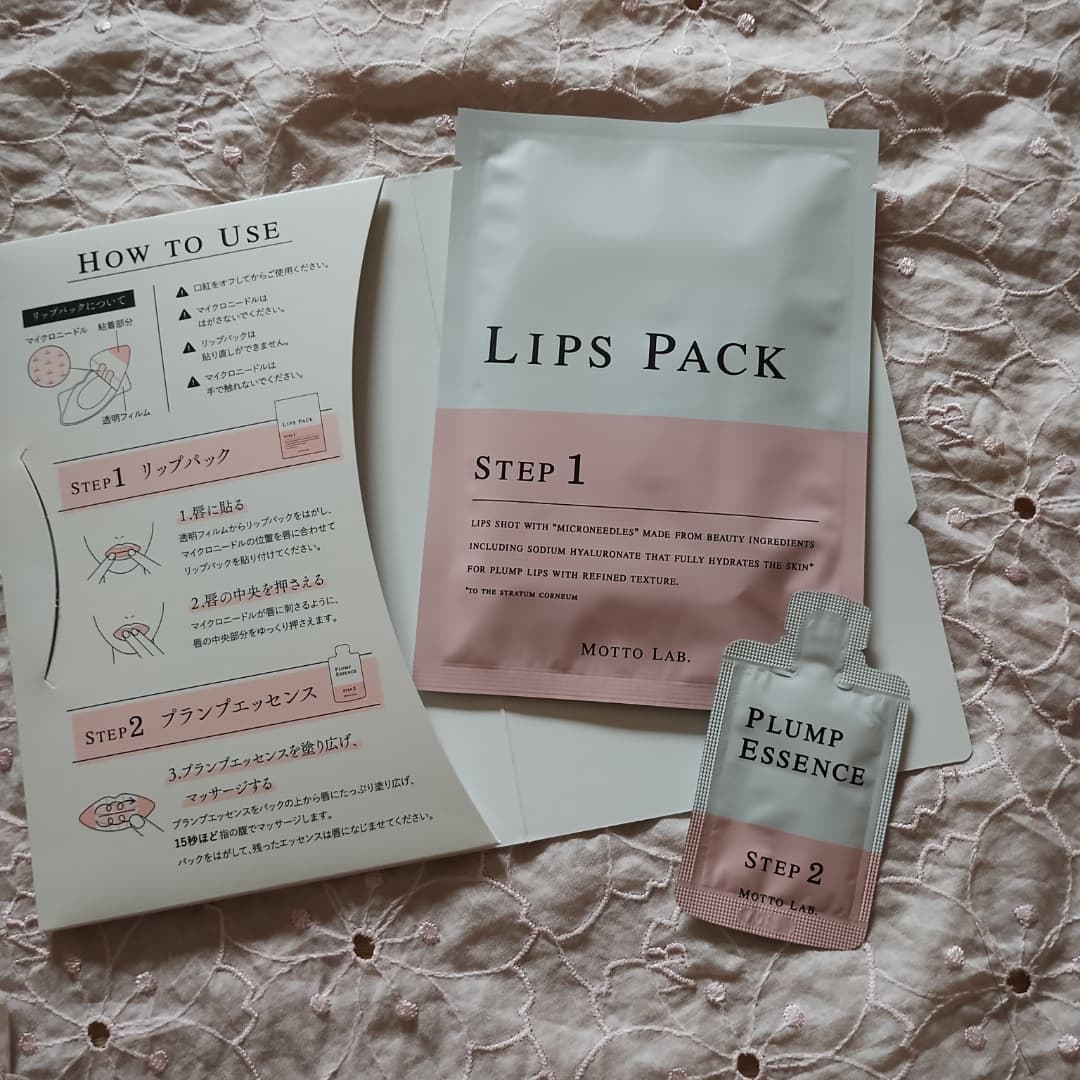 HOW TO USE
リップパックについて
マイクロニードル 粘着部分
透明フィルム
口紅をオフしてからご使用ください。
マイクロニードルは
はがさないでください。
リップパックは
貼り直しができません。
マイクロニードルは
手で触れないでください。
STEP1 リップパック
LIPS PACK
STEP 1
1.唇に貼る
透明フィルムからリップパックをはがし、
マイクロニードルの位置を唇に合わせて
リップパックを貼り付けてください。
2.唇の中央を押さえる
マイクロニードルが唇に刺さるように、
唇の中央部分をゆっくり押さえます。
STEP2 プランプエッセンス
PLUMP
ESSENCE
STEP 2
3.プランプエッセンスを塗り広げ、
マッサージする
プランプエッセンスをパックの上から唇にたっぷり塗り広げ、
15秒ほど指の腹でマッサージします。
パックをはがして、残ったエッセンスは唇になじませてください。
LIPS PACK
STEP 1
LIPS SHOT WITH "MICRONEEDLES" MADE FROM BEAUTY INGREDIENTS
INCLUDING SODIUM HYALURONATE THAT FULLY HYDRATES THE SKIN*
FOR PLUMP LIPS WITH REFINED TEXTURE.
*TO THE STRATUM CORNEUM
MOTTO LAB.
PLUMP
ESSENCE
STEP 2
MOTTO LAB.